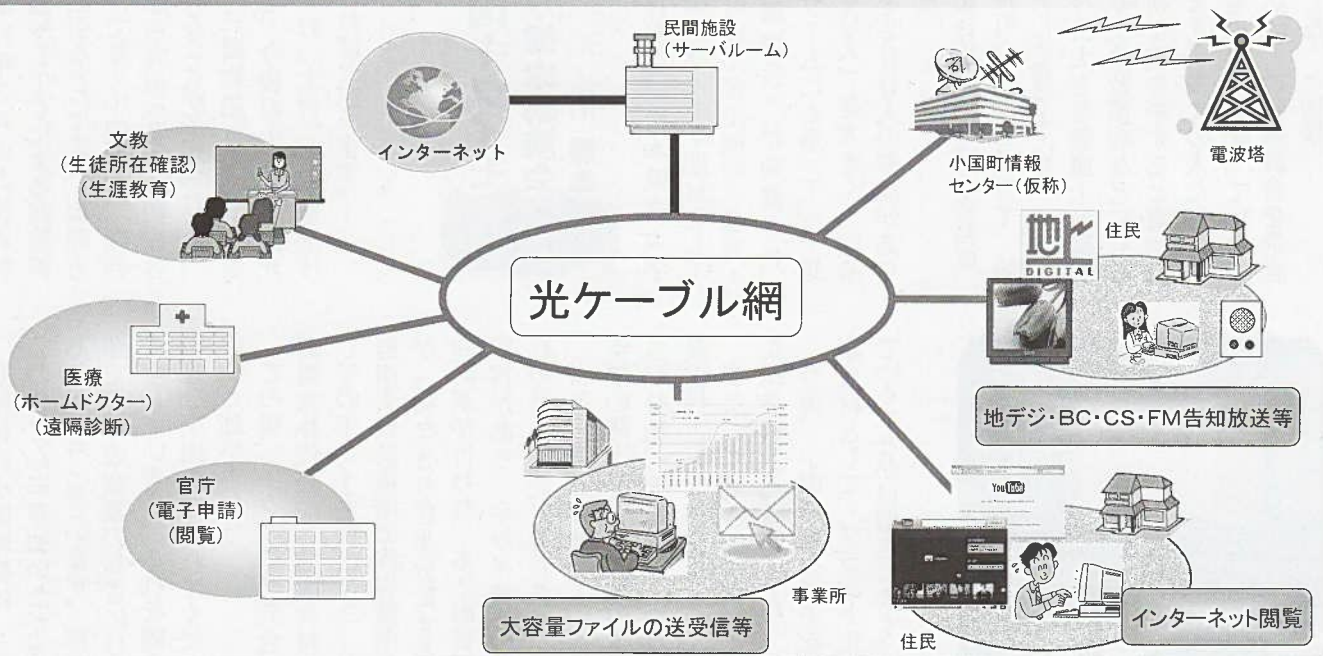 民間施設
(サーバルーム)
インターネット
文教
(生徒所在確認)
(生涯教育)
小国町情報
センター(仮称)
電波塔
地デジ
DIGITAL
住民
光ケーブル網
医療
(ホームドクター)
(遠隔診断)
地デジ・BC・CS・FM告知放送等
官庁
(電子申請)
(閲覧)
YouTube
事業所
大容量ファイルの送受信等
インターネット閲覧
住民